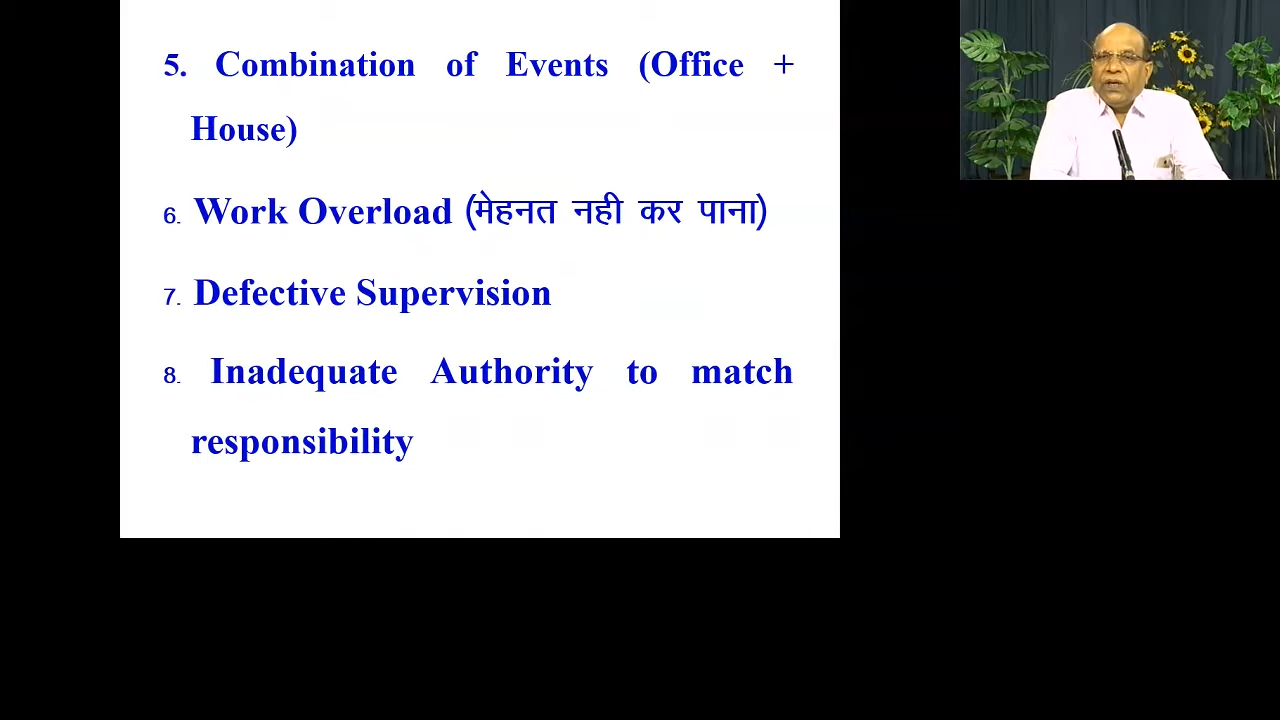 5. Combination of Events (Office +
House)
6. Work Overload (मेहनत नही कर पाना)
7. Defective Supervision
8. Inadequate Authority to match
responsibility